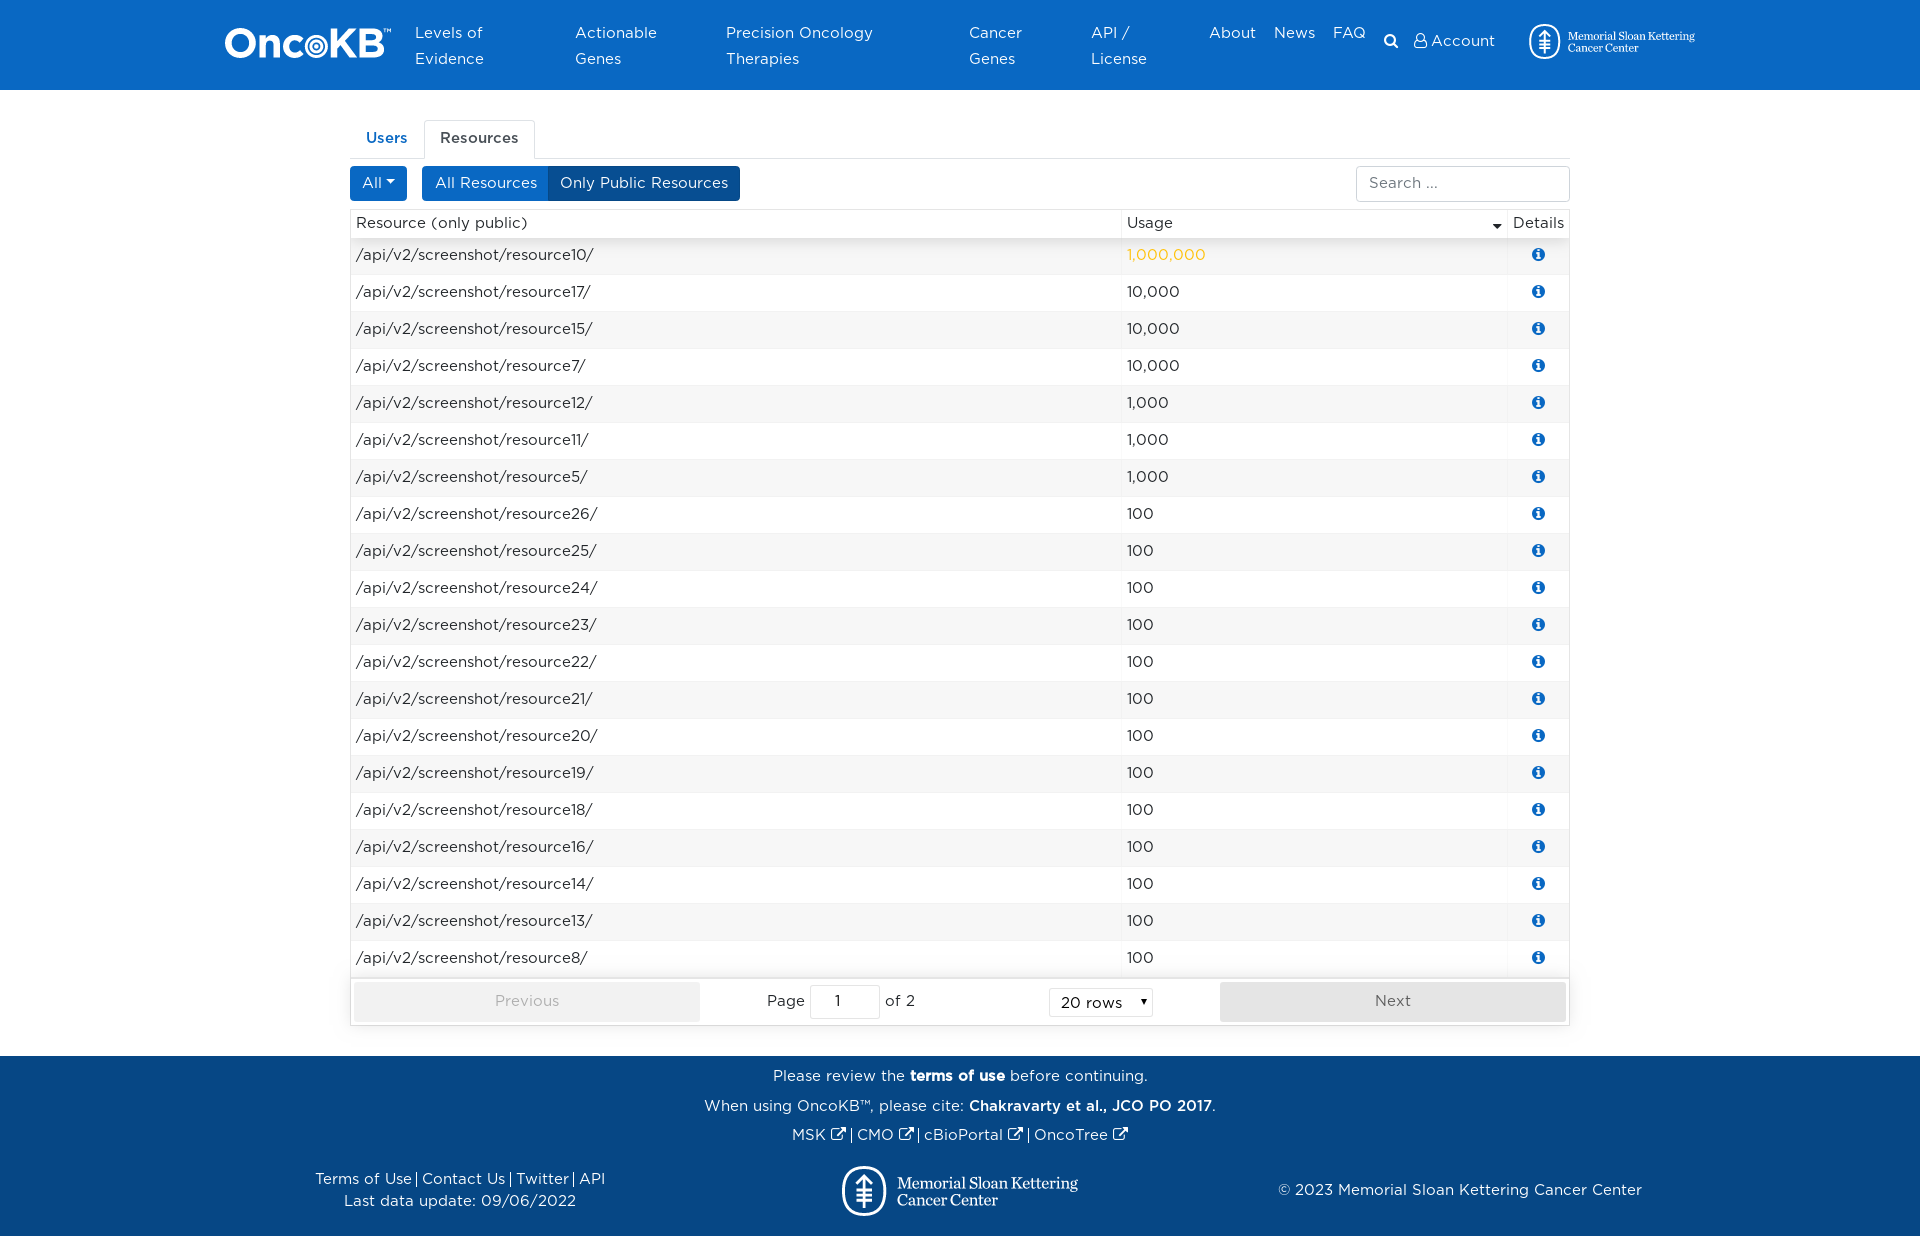 OncoKB™
Levels of Evidence
Actionable Genes
Precision Oncology Therapies
Cancer Genes
API / License
About
News
FAQ
Account
Memorial Sloan Kettering Cancer Center
Users
Resources
All
All Resources
Only Public Resources
Search ...
Resource (only public) Usage Details
/api/v2/screenshot/resource10/ 1,000,000
/api/v2/screenshot/resource17/ 10,000
/api/v2/screenshot/resource15/ 10,000
/api/v2/screenshot/resource7/ 10,000
/api/v2/screenshot/resource12/ 1,000
/api/v2/screenshot/resource11/ 1,000
/api/v2/screenshot/resource5/ 1,000
/api/v2/screenshot/resource26/ 100
/api/v2/screenshot/resource25/ 100
/api/v2/screenshot/resource24/ 100
/api/v2/screenshot/resource23/ 100
/api/v2/screenshot/resource22/ 100
/api/v2/screenshot/resource21/ 100
/api/v2/screenshot/resource20/ 100
/api/v2/screenshot/resource19/ 100
/api/v2/screenshot/resource18/ 100
/api/v2/screenshot/resource16/ 100
/api/v2/screenshot/resource14/ 100
/api/v2/screenshot/resource13/ 100
/api/v2/screenshot/resource8/ 100
Previous
Page 1 of 2
20 rows
Next
Please review the terms of use before continuing.
When using OncoKB™, please cite: Chakravarty et al., JCO PO 2017.
MSK | CMO | cBioPortal | OncoTree
Terms of Use | Contact Us | Twitter | API
Last data update: 09/06/2022
Memorial Sloan Kettering
Cancer Center
© 2023 Memorial Sloan Kettering Cancer Center